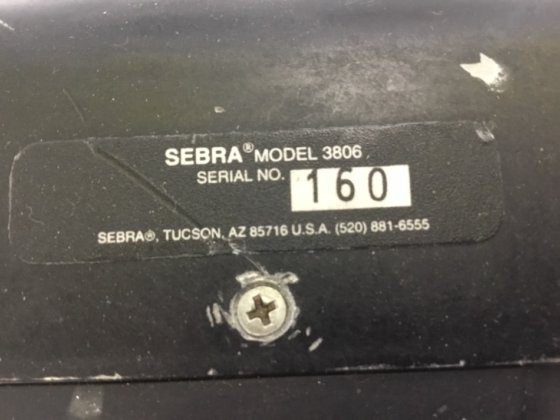 SEBRA® MODEL 3806
SERIAL NO. 160
SEBRA®, TUCSON, AZ 85716 U.S.A. (520) 881-6555